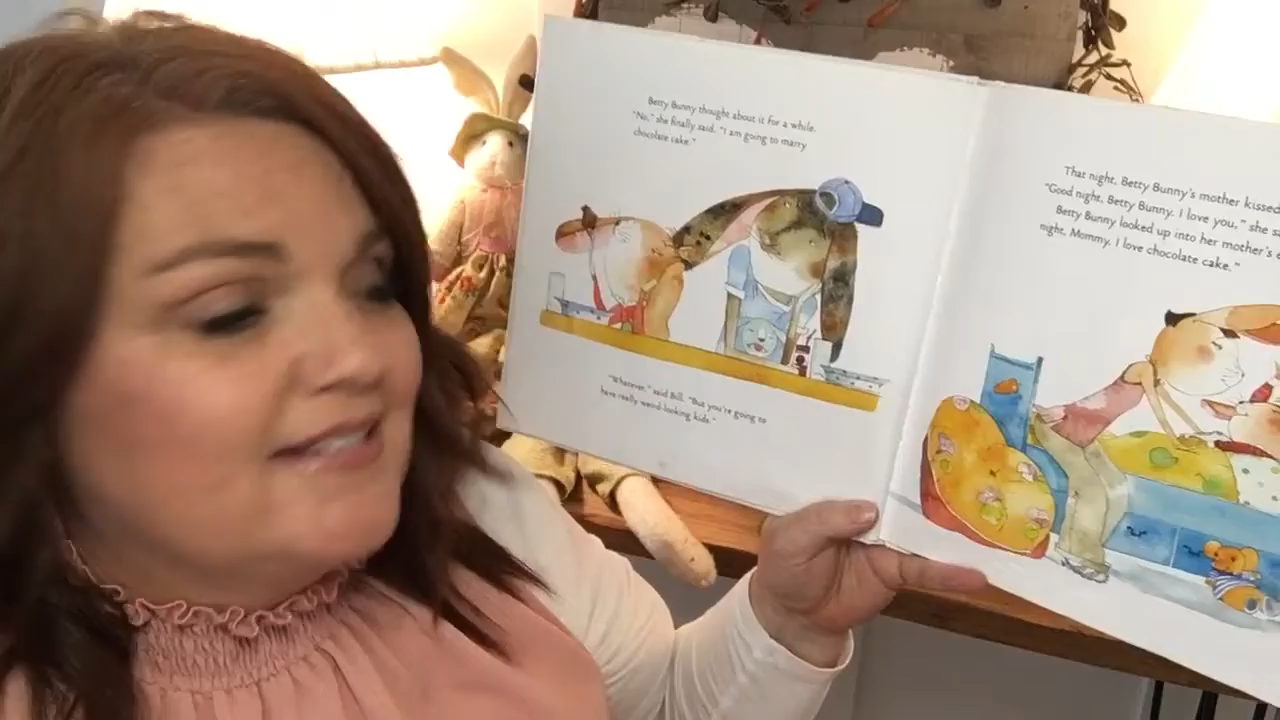 Betty Bunny thought about it for a while.
"No," she finally said. "I am going to marry
chocolate cake."
"Whatever," said Bill. "But you're going to
have really weird-looking kids."
That night, Betty Bunny's mother kissed
"Good night, Betty Bunny. I love you," she
Betty Bunny looked up into her mother's
night, Mommy. I love chocolate cake."